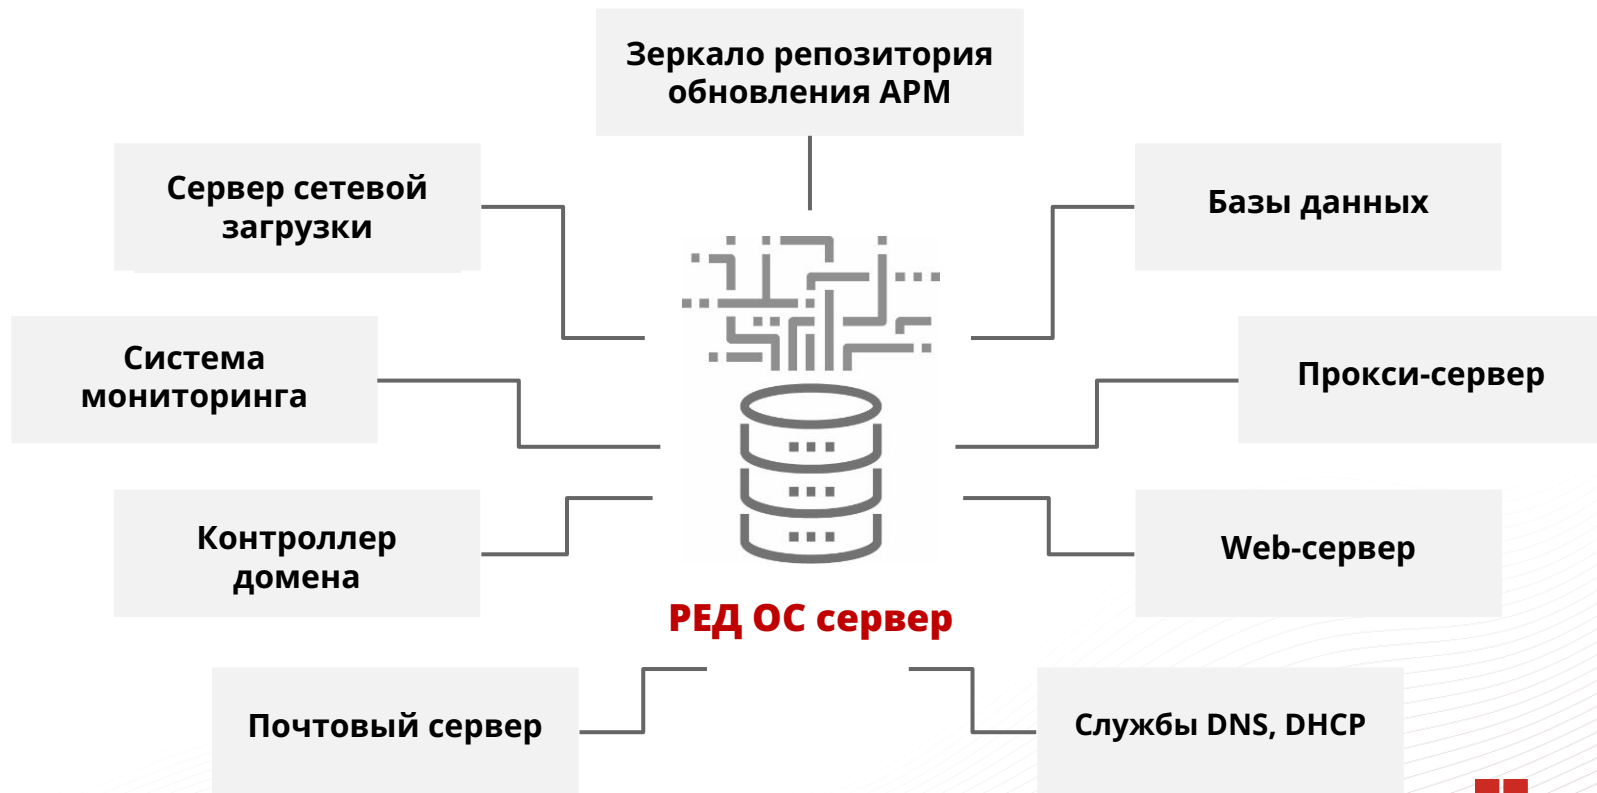 Зеркало репозитория
обновления АРМ
Сервер сетевой
загрузки
Базы данных
Система
мониторинга
Прокси-сервер
Контроллер
домена
Web-сервер
РЕД ОС сервер
Почтовый сервер
Службы DNS, DHCP